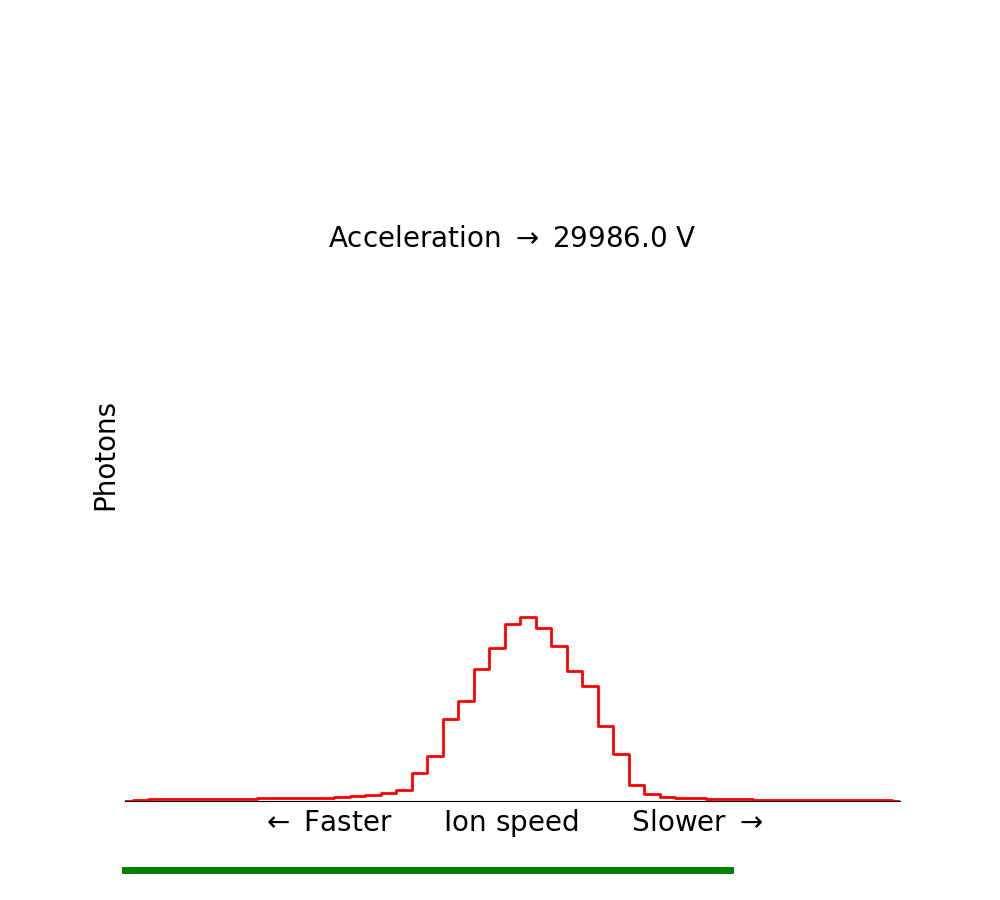 Acceleration → 29986.0 V
Photons
← Faster Ion speed Slower →